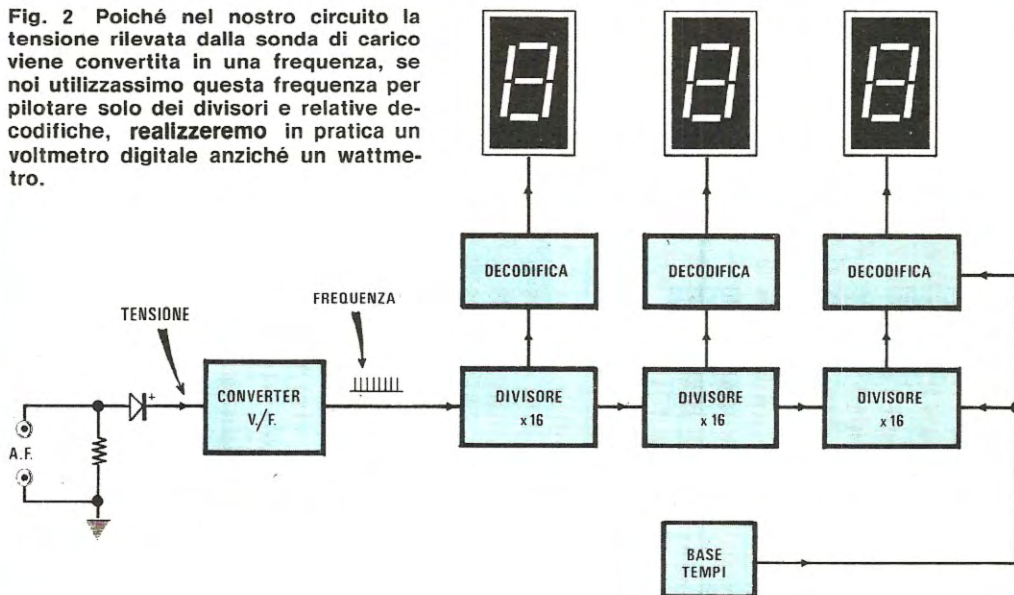 Fig. 2 Poiché nel nostro circuito la
tensione rilevata dalla sonda di carico
viene convertita in una frequenza, se
noi utilizzassimo questa frequenza per
pilotare solo dei divisori e relative de-
codifiche, realizzeremo in pratica un
voltmetro digitale anziché un wattme-
tro.
DECODIFICA
DECODIFICA
DECODIFICA
TENSIONE
FREQUENZA
A.F.
+
CONVERTER
V./F.
DIVISORE
x 16
DIVISORE
x 16
DIVISORE
x 16
BASE
TEMPI